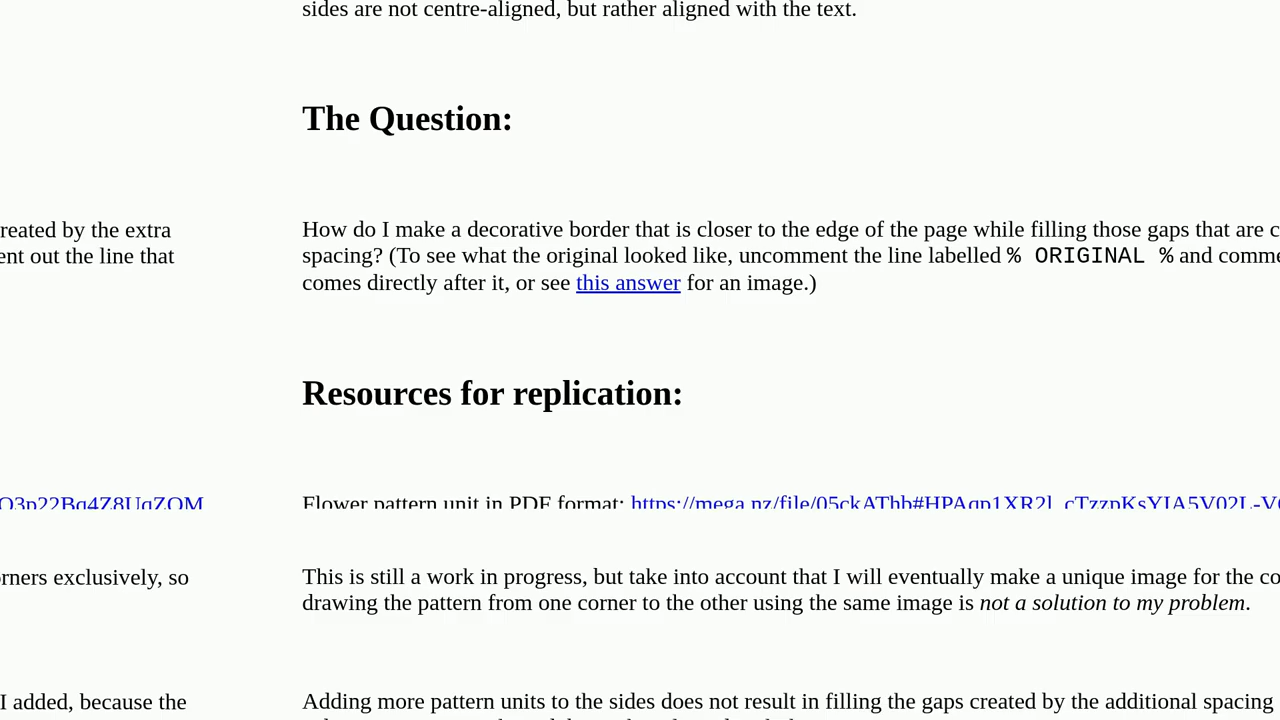 sides are not centre-aligned, but rather aligned with the text.
The Question:
reated by the extra
ent out the line that
How do I make a decorative border that is closer to the edge of the page while filling those gaps that are c
spacing? (To see what the original looked like, uncomment the line labelled % ORIGINAL % and comme
comes directly after it, or see this answer for an image.)
Resources for replication:
Flower pattern unit in PDF format:
orners exclusively, so
This is still a work in progress, but take into account that I will eventually make a unique image for the co
drawing the pattern from one corner to the other using the same image is not a solution to my problem.
I added, because the
Adding more pattern units to the sides does not result in filling the gaps created by the additional spacing